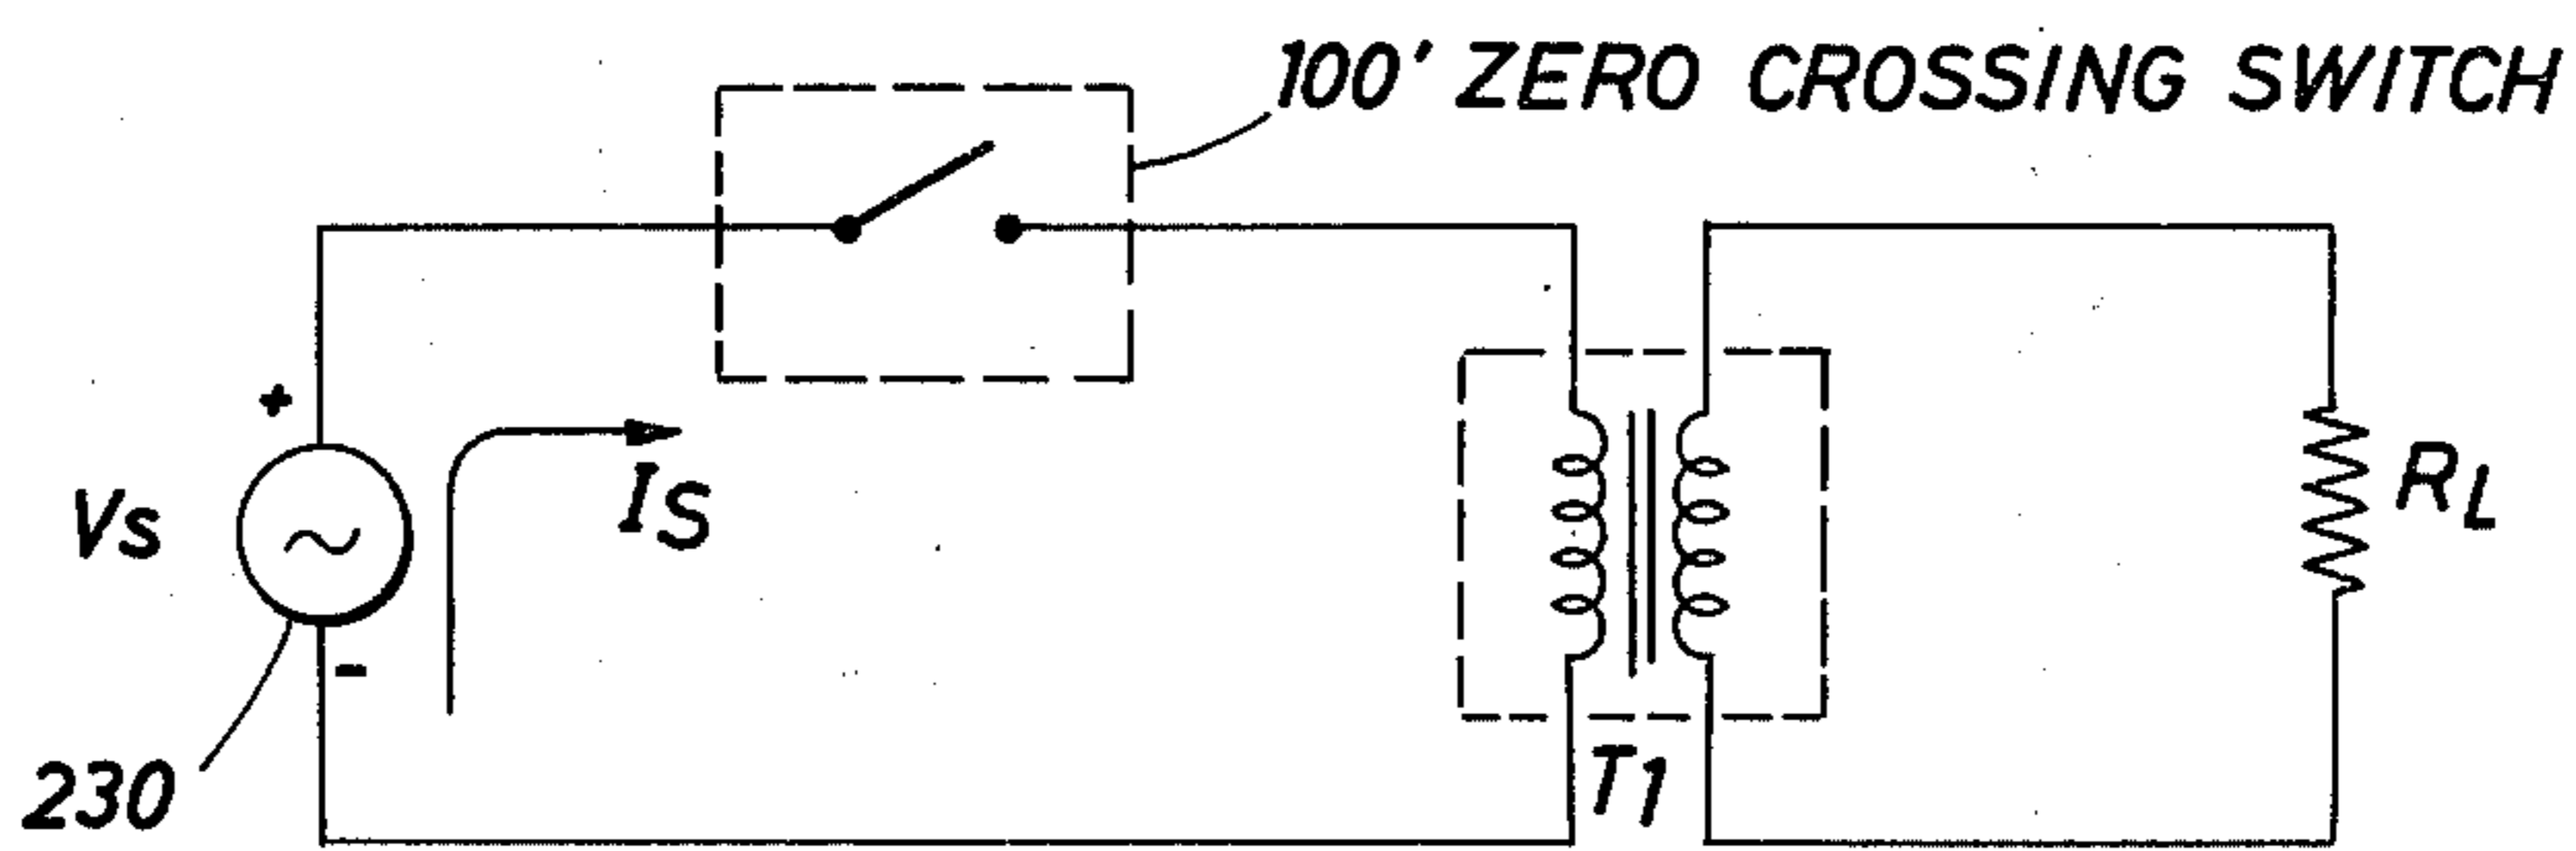 100' ZERO CROSSING SWITCH
+
Vs
IS
RL
-
230
T1